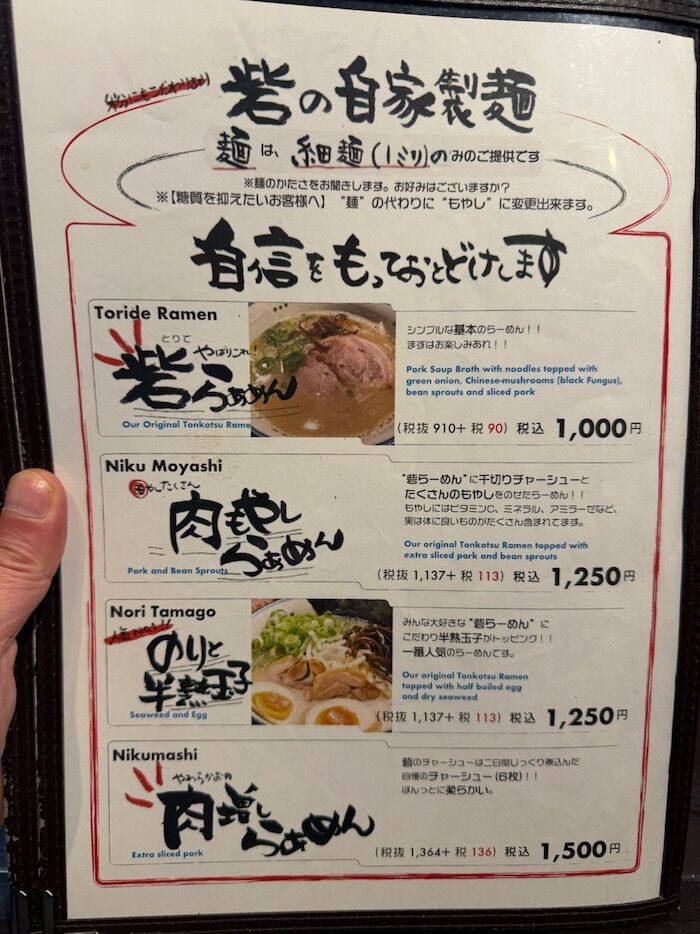 砦の自家製麺
麺は、細麺(1ミリ)のみのご提供です
※麺のかたさをお聞きします。お好みはございますか?
※【糖質を抑えたいお客様へ】 "麺" の代わりに "もやし" に変更出来ます。
自信をもっておとどけします
Toride Ramen
とりで
やっぱりこれ
砦らぁめん
Our Original Tonkotsu Rame
シンプルな基本のらーめん!!
まずはお楽しみあれ!!
Pork Soup Broth with noodles topped with
green anion, Chinese-mushrooms (black Fungus),
bean sprouts and sliced pork
(税抜 910+ 税 90) 税込 1,000円
Niku Moyashi
もやしたくさん
肉もやし
らぁめん
Pork and Bean Sprouts
"砦らーめん" に千切りチャーシューと
たくさんのもやしをのせたらーめん!!
もやしにはビタミンC、ミネラル、アミラーゼなど、
実は体に良いものがたくさん含まれてます。
Our original Tonkotsu Ramen topped with
extra sliced pork and bean sprouts
(税抜 1,137+ 税 113) 税込 1,250円
Nori Tamago
のりと
半熟玉子
Seaweed and Egg
みんな大好きな "砦らーめん" に
こだわり半熟玉子がトッピング!!
一番人気のらーめんです。
Our original Tonkotsu Ramen
topped with half bailed egg
and dry seaweed
(税抜 1,137+ 税 113) 税込 1,250円
Nikumashi
やわらかお肉
肉増し
らぁめん
Extra sliced pork
砦のチャーシューは二日間じっくり煮込んだ
自慢のチャーシュー(6枚)!!
ほんっとに柔らかい。
(税抜 1,364+ 税 136) 税込 1,500円